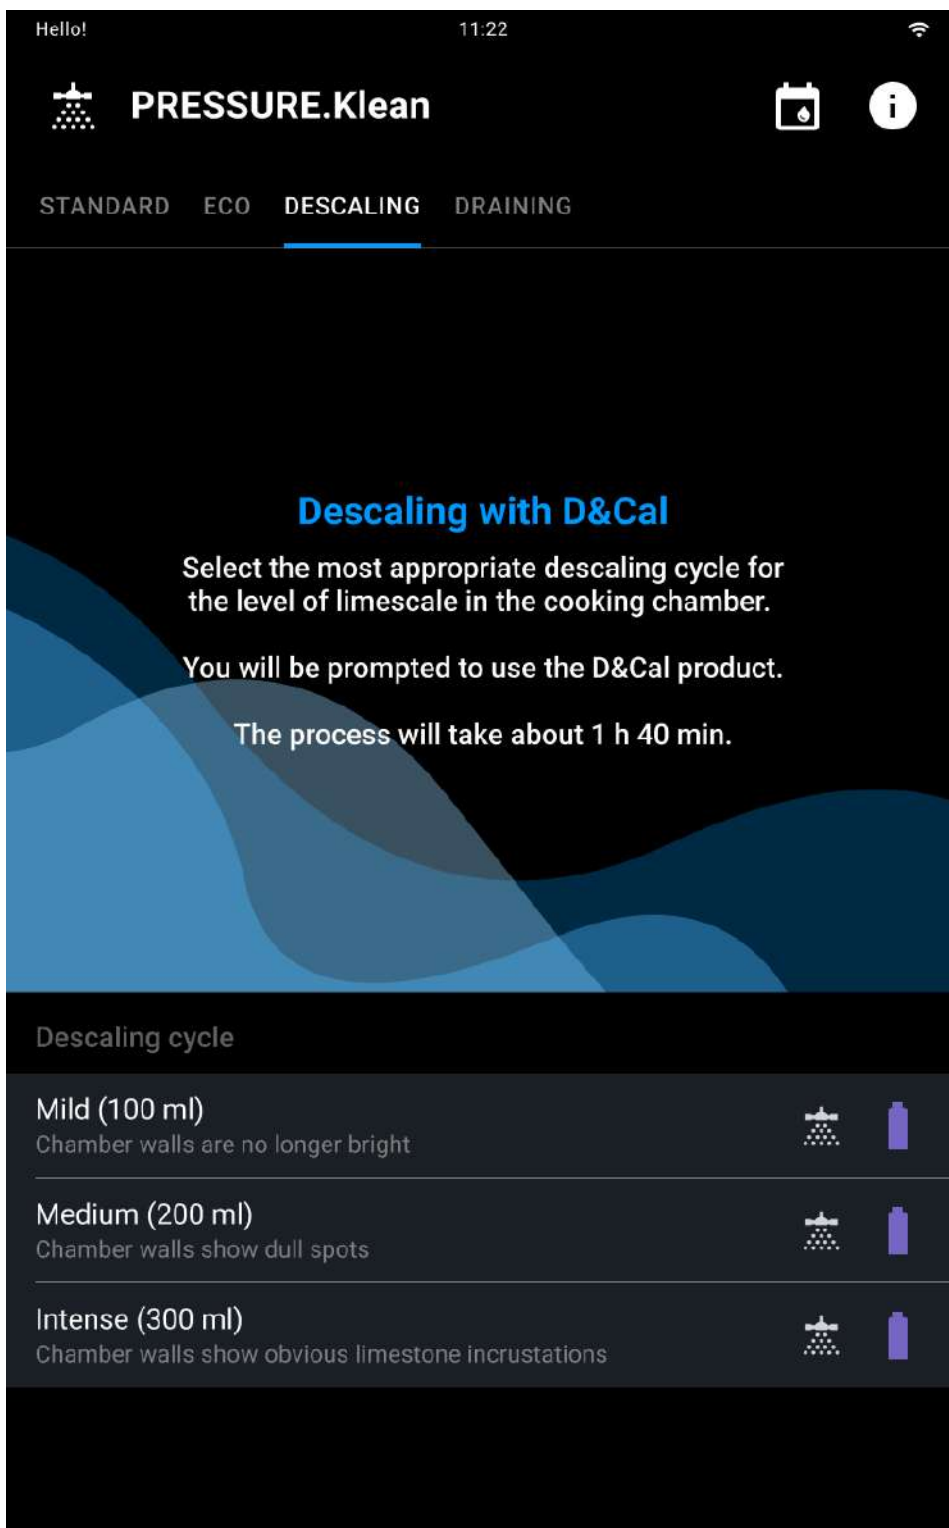 Hello!
11:22
PRESSURE.Klean
STANDARD ECO DESCALING DRAINING
Descaling with D&Cal
Select the most appropriate descaling cycle for
the level of limescale in the cooking chamber.
You will be prompted to use the D&Cal product.
The process will take about 1 h 40 min.
Descaling cycle
Mild (100 ml)
Chamber walls are no longer bright
Medium (200 ml)
Chamber walls show dull spots
Intense (300 ml)
Chamber walls show obvious limestone incrustations